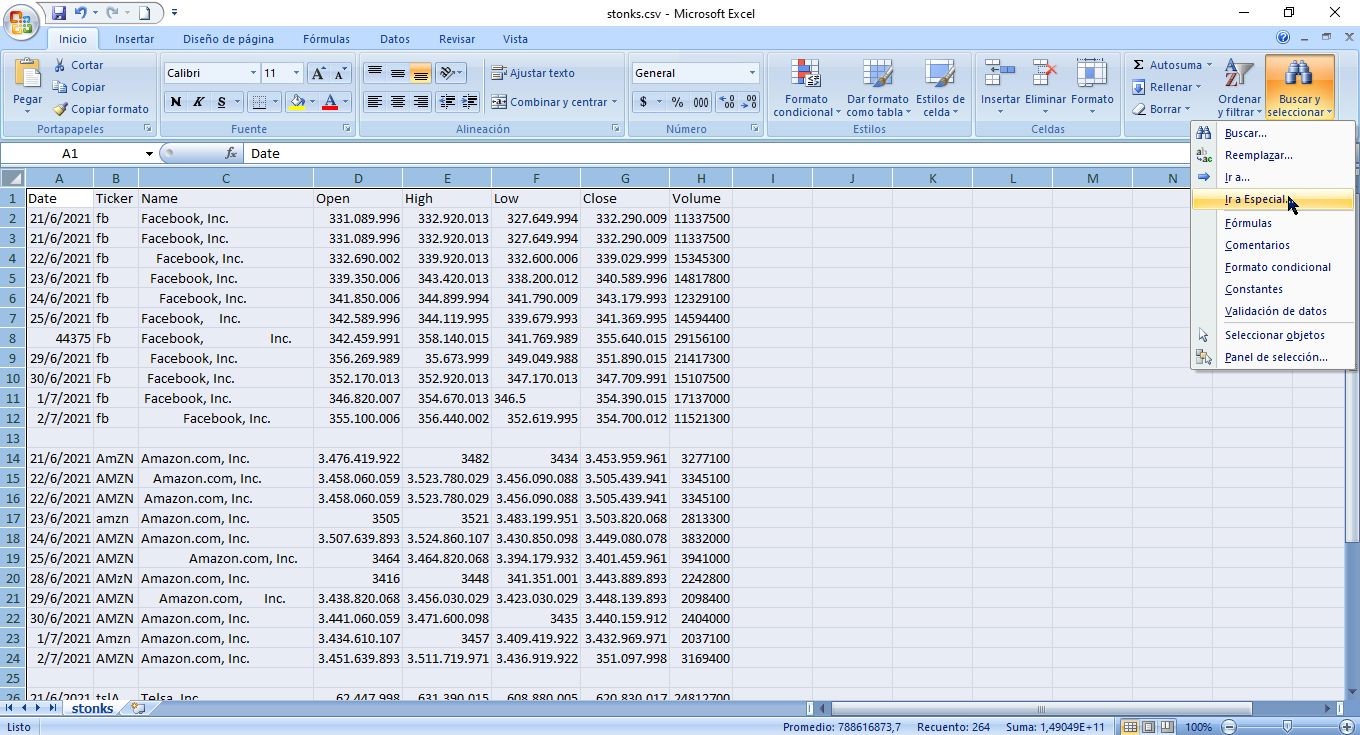 stonks.csv - Microsoft Excel
Inicio Insertar Diseño de página Fórmulas Datos Revisar Vista
Pegar Cortar Copiar Copiar formato
Portapapeles
Calibri 11
N K S
Fuente
Ajustar texto
Combinar y centrar
Alineación
General
$ % 000
Número
Formato condicional Dar formato como tabla Estilos de celda
Estilos
Insertar Eliminar Formato
Celdas
Autosuma
Rellenar
Borrar
Ordenar y filtrar
Buscar y seleccionar
Buscar...
Reemplazar...
Ir a...
Ir a Especial..
Fórmulas
Comentarios
Formato condicional
Constantes
Validación de datos
Seleccionar objetos
Panel de selección...
A1 fx Date
A B C D E F G H I J K L M N
1 Date Ticker Name Open High Low Close Volume
2 21/6/2021 fb Facebook, Inc. 331.089.996 332.920.013 327.649.994 332.290.009 11337500
3 21/6/2021 fb Facebook, Inc. 331.089.996 332.920.013 327.649.994 332.290.009 11337500
4 22/6/2021 fb Facebook, Inc. 332.690.002 339.920.013 332.600.006 339.029.999 15345300
5 23/6/2021 fb Facebook, Inc. 339.350.006 343.420.013 338.200.012 340.589.996 14817800
6 24/6/2021 fb Facebook, Inc. 341.850.006 344.899.994 341.790.009 343.179.993 12329100
7 25/6/2021 fb Facebook, Inc. 342.589.996 344.119.995 339.679.993 341.369.995 14594400
8 44375 Fb Facebook, Inc. 342.459.991 358.140.015 341.769.989 355.640.015 29156100
9 29/6/2021 fb Facebook, Inc. 356.269.989 35.673.999 349.049.988 351.890.015 21417300
10 30/6/2021 Fb Facebook, Inc. 352.170.013 352.920.013 347.170.013 347.709.991 15107500
11 1/7/2021 fb Facebook, Inc. 346.820.007 354.670.013 346.5 354.390.015 17137000
12 2/7/2021 fb Facebook, Inc. 355.100.006 356.440.002 352.619.995 354.700.012 11521300
13
14 21/6/2021 AmZN Amazon.com, Inc. 3.476.419.922 3482 3434 3.453.959.961 3277100
15 22/6/2021 AMZN Amazon.com, Inc. 3.458.060.059 3.523.780.029 3.456.090.088 3.505.439.941 3345100
16 22/6/2021 AMZN Amazon.com, Inc. 3.458.060.059 3.523.780.029 3.456.090.088 3.505.439.941 3345100
17 23/6/2021 amzn Amazon.com, Inc. 3505 3521 3.483.199.951 3.503.820.068 2813300
18 24/6/2021 AMZN Amazon.com, Inc. 3.507.639.893 3.524.860.107 3.430.850.098 3.449.080.078 3832000
19 25/6/2021 AMZN Amazon.com, Inc. 3464 3.464.820.068 3.394.179.932 3.401.459.961 3941000
20 28/6/2021 AMzN Amazon.com, Inc. 3416 3448 341.351.001 3.443.889.893 2242800
21 29/6/2021 AMZN Amazon.com, Inc. 3.438.820.068 3.456.030.029 3.423.030.029 3.448.139.893 2098400
22 30/6/2021 AMZN Amazon.com, Inc. 3.441.060.059 3.471.600.098 3435 3.440.159.912 2404000
23 1/7/2021 Amzn Amazon.com, Inc. 3.434.610.107 3457 3.409.419.922 3.432.969.971 2037100
24 2/7/2021 AMZN Amazon.com, Inc. 3.451.639.893 3.511.719.971 3.436.919.922 351.097.998 3169400
25
26 21/6/2021 tslA Telsa, Inc 62.447.998 631.390.015 608.880.005 620.830.017 24812700
stonks
Listo Promedio: 788616873,7 Recuento: 264 Suma: 1,49049E+11 100%